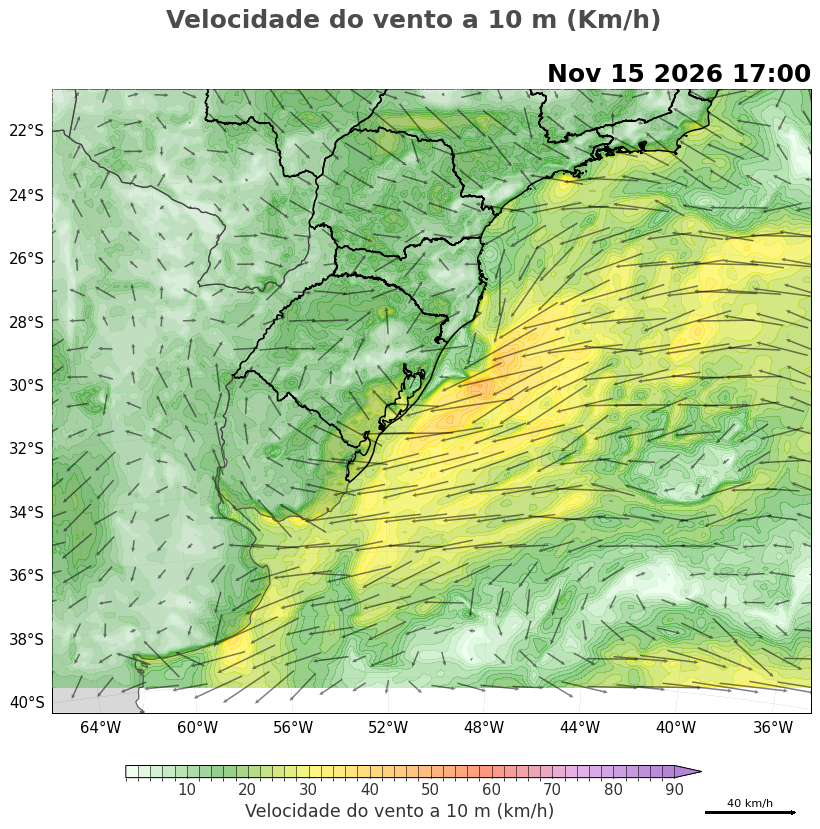 Velocidade do vento a 10 m (Km/h)
Nov 15 2026 17:00
22°S
24°S
26°S
28°S
30°S
32°S
34°S
36°S
38°S
40°S
64°W 60°W 56°W 52°W 48°W 44°W 40°W 36°W
10 20 30 40 50 60 70 80 90
Velocidade do vento a 10 m (km/h)
40 km/h